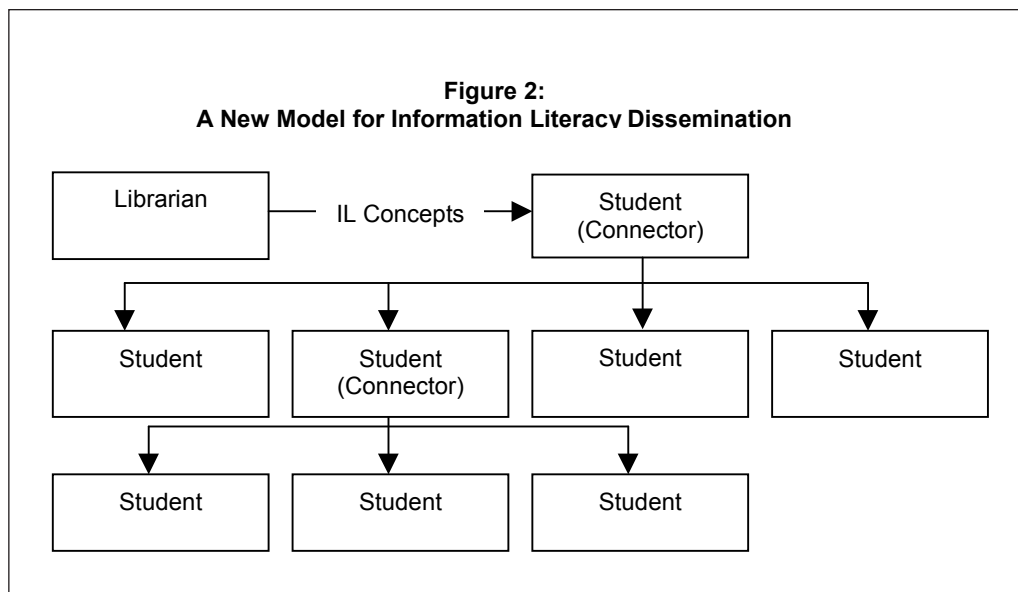 Figure 2:
A New Model for Information Literacy Dissemination
Librarian
IL Concepts
Student
(Connector)
Student
Student
(Connector)
Student
Student
Student
Student
Student